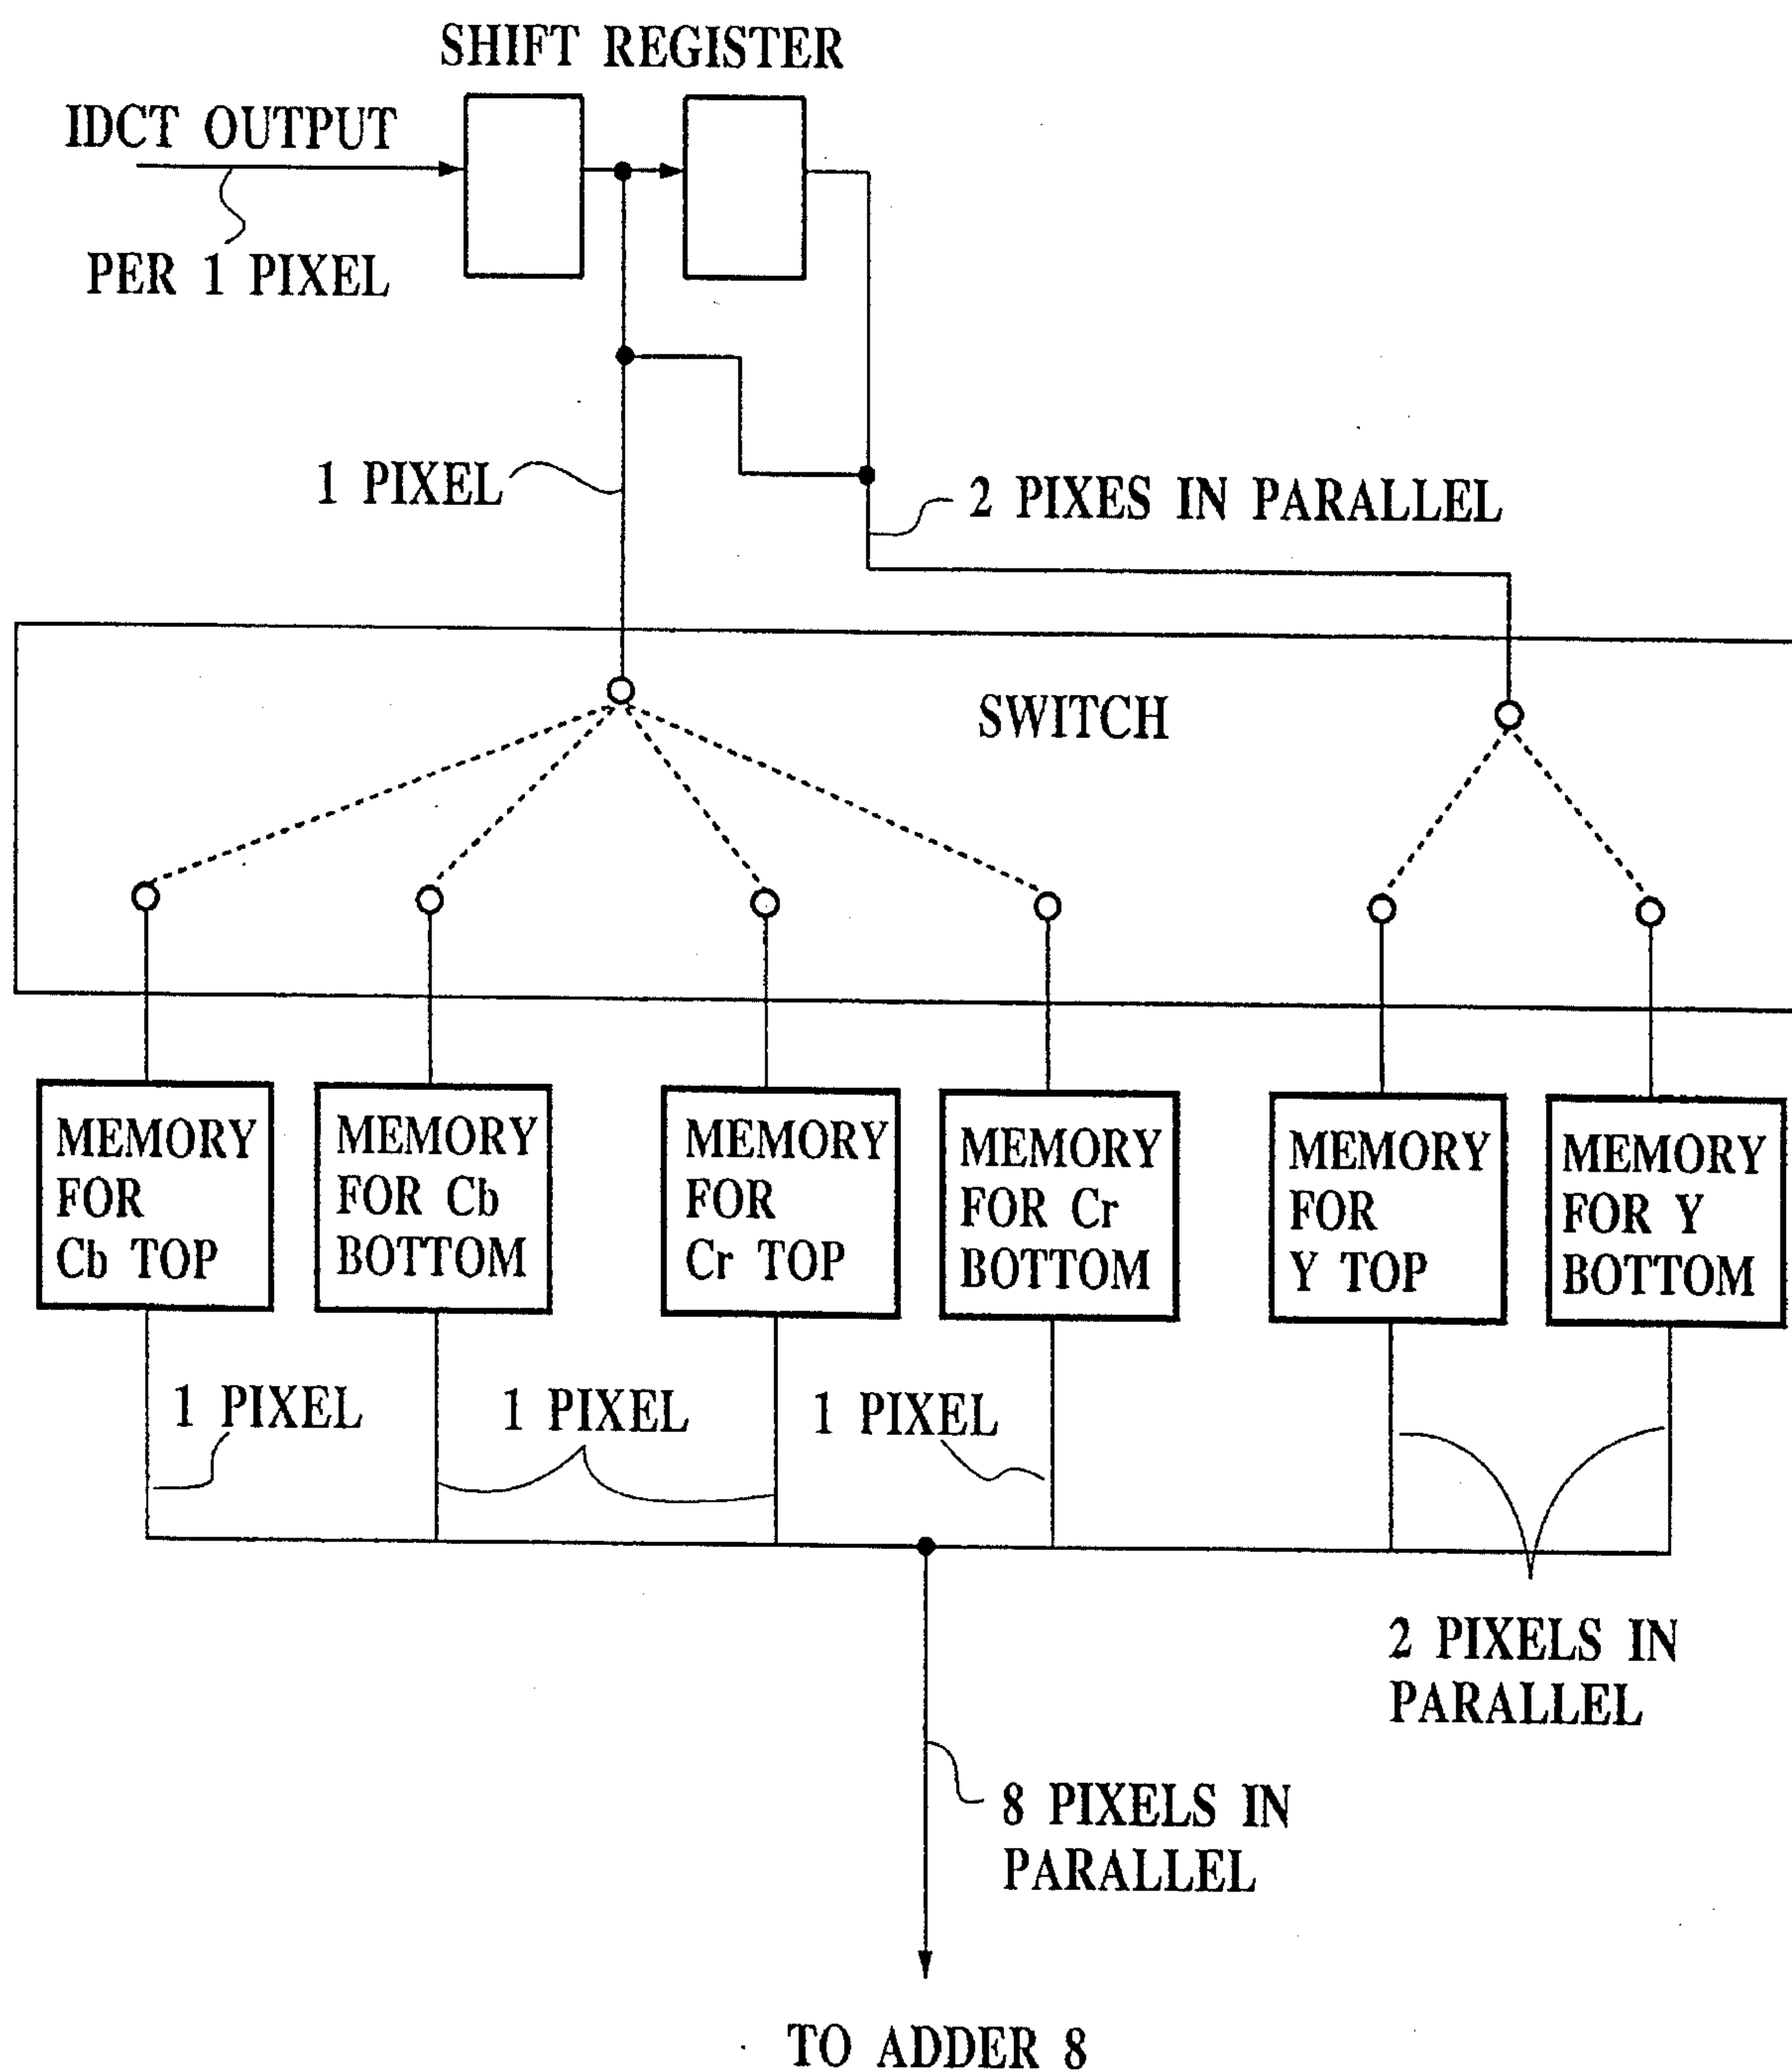 SHIFT REGISTER
IDCT OUTPUT
PER 1 PIXEL
1 PIXEL
2 PIXES IN PARALLEL
SWITCH
MEMORY
FOR
Cb TOP
MEMORY
FOR Cb
BOTTOM
MEMORY
FOR
Cr TOP
MEMORY
FOR Cr
BOTTOM
MEMORY
FOR
Y TOP
MEMORY
FOR Y
BOTTOM
1 PIXEL
1 PIXEL
1 PIXEL
2 PIXELS IN
PARALLEL
8 PIXELS IN
PARALLEL
TO ADDER 8